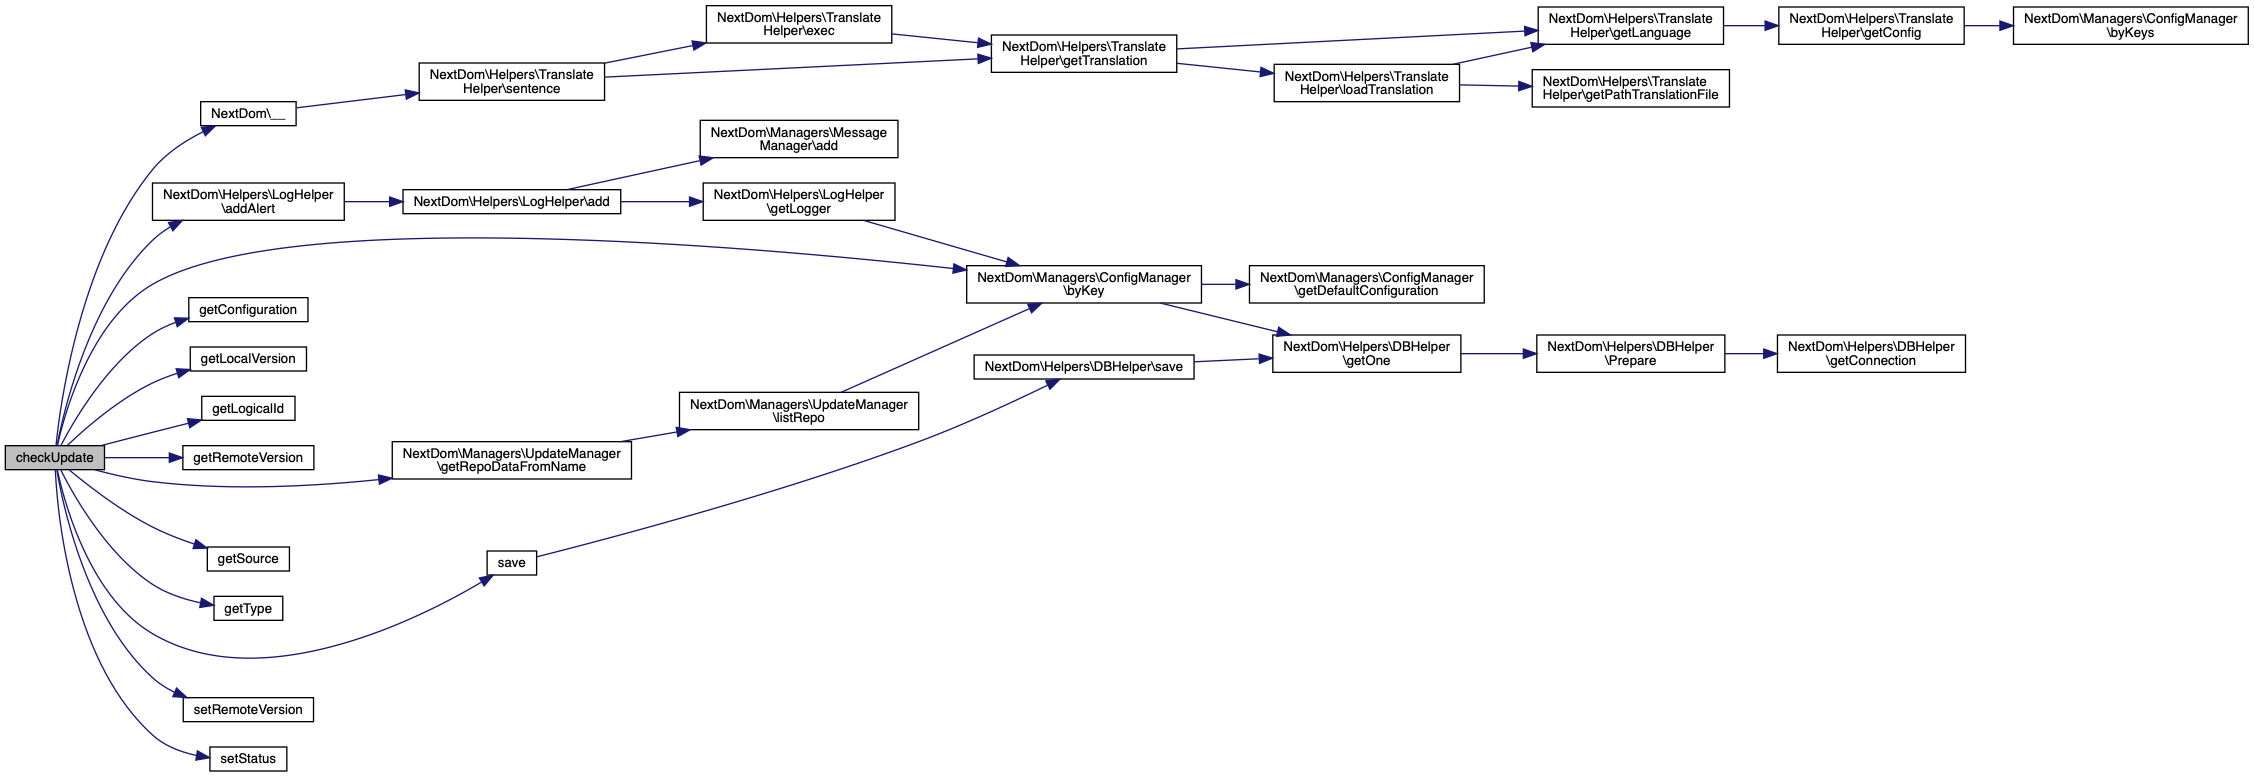 checkUpdate
NextDom\__
NextDom\Helpers\Translate
Helper\sentence
NextDom\Helpers\Translate
Helper\exec
NextDom\Helpers\Translate
Helper\getTranslation
NextDom\Helpers\Translate
Helper\getLanguage
NextDom\Helpers\Translate
Helper\getConfig
NextDom\Managers\ConfigManager
\byKeys
NextDom\Helpers\Translate
Helper\loadTranslation
NextDom\Helpers\Translate
Helper\getPathTranslationFile
NextDom\Helpers\LogHelper
\addAlert
NextDom\Helpers\LogHelper\add
NextDom\Managers\Message
Manager\add
NextDom\Helpers\LogHelper
\getLogger
NextDom\Managers\ConfigManager
\byKey
NextDom\Managers\ConfigManager
\getDefaultConfiguration
NextDom\Helpers\DBHelper
\getOne
NextDom\Helpers\DBHelper
\Prepare
NextDom\Helpers\DBHelper
\getConnection
getConfiguration
getLocalVersion
getLogicalId
getRemoteVersion
NextDom\Managers\UpdateManager
\getRepoDataFromName
NextDom\Managers\UpdateManager
\listRepo
NextDom\Helpers\DBHelper\save
getSource
getType
save
setRemoteVersion
setStatus